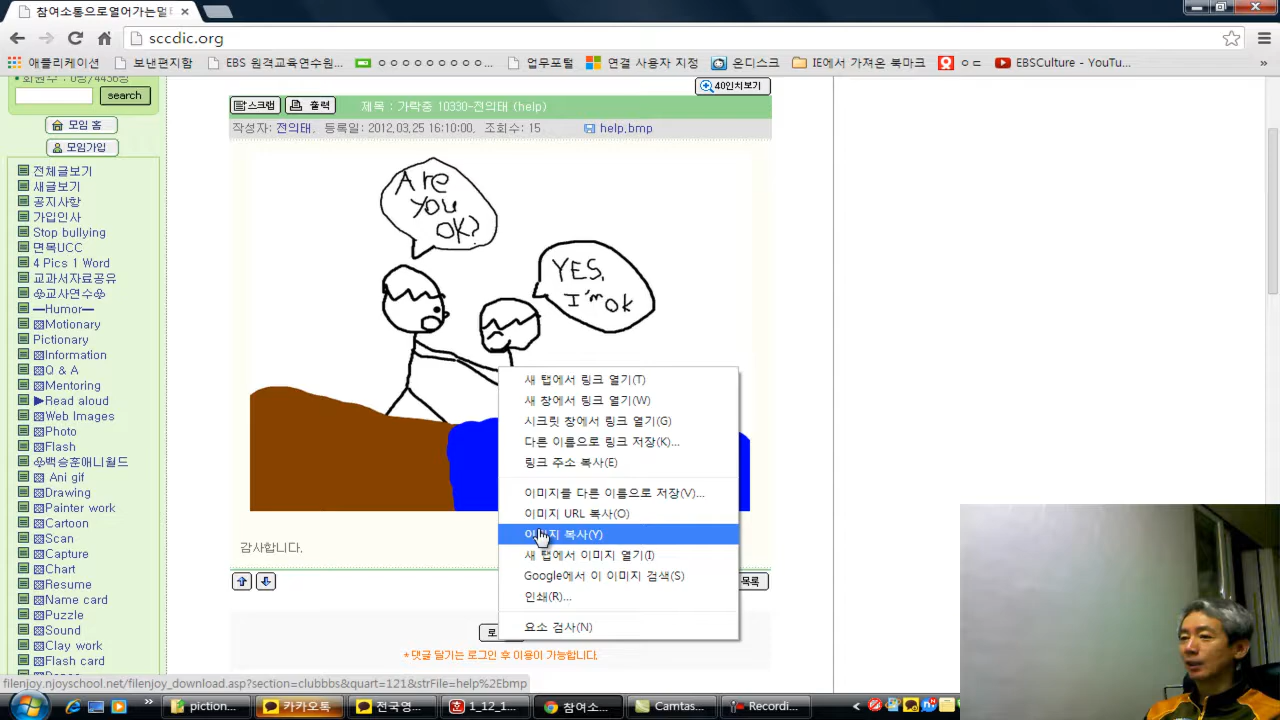 참여소통으로열어가는멀티
sccdic.org
애플리케이션
보낸편지함
EBS 원격교육연수원...
ㅇㅇㅇㅇㅇㅇㅇㅇ...
업무포털
연결 사용자 지정
온디스크
IE에서 가져온 북마크
ㅇㄷ
EBSCulture - YouTu...
search
모임 홈
모임가입
전체글보기
새글보기
공지사항
가입인사
Stop bullying
면목UCC
4 Pics 1 Word
교과서자료공유
교사연수
Humor
Motionary
Pictionary
Information
Q & A
Mentoring
Read aloud
Web Images
Photo
Flash
백승훈애니월드
Ani gif
Drawing
Painter work
Cartoon
Scan
Capture
Chart
Resume
Name card
Puzzle
Sound
Clay work
Flash card
40인치보기
스크랩 출력 제목 : 가락중 10330-전의태 (help)
작성자: 전의태, 등록일: 2012.03.25 16:10:00, 조회수: 15
help.bmp
Are
you
OK?
YES,
I'm ok
새 탭에서 링크 열기(T)
새 창에서 링크 열기(W)
시크릿 창에서 링크 열기(G)
다른 이름으로 링크 저장(K)...
링크 주소 복사(E)
이미지를 다른 이름으로 저장(V)...
이미지 URL 복사(O)
이미지 복사(Y)
새 탭에서 이미지 열기(I)
Google에서 이 이미지 검색(S)
인쇄(R)...
요소 검사(N)
감사합니다.
목록
*댓글 달기는 로그인 후 이용이 가능합니다.
filenjoy.njoyschool.net/filenjoy_download.asp?section=clubbbs&quart=121&strFile=help%2Ebmp
piction...
카카오톡
전국영...
1_12_1...
참여소...
Camtas...
Recordi...